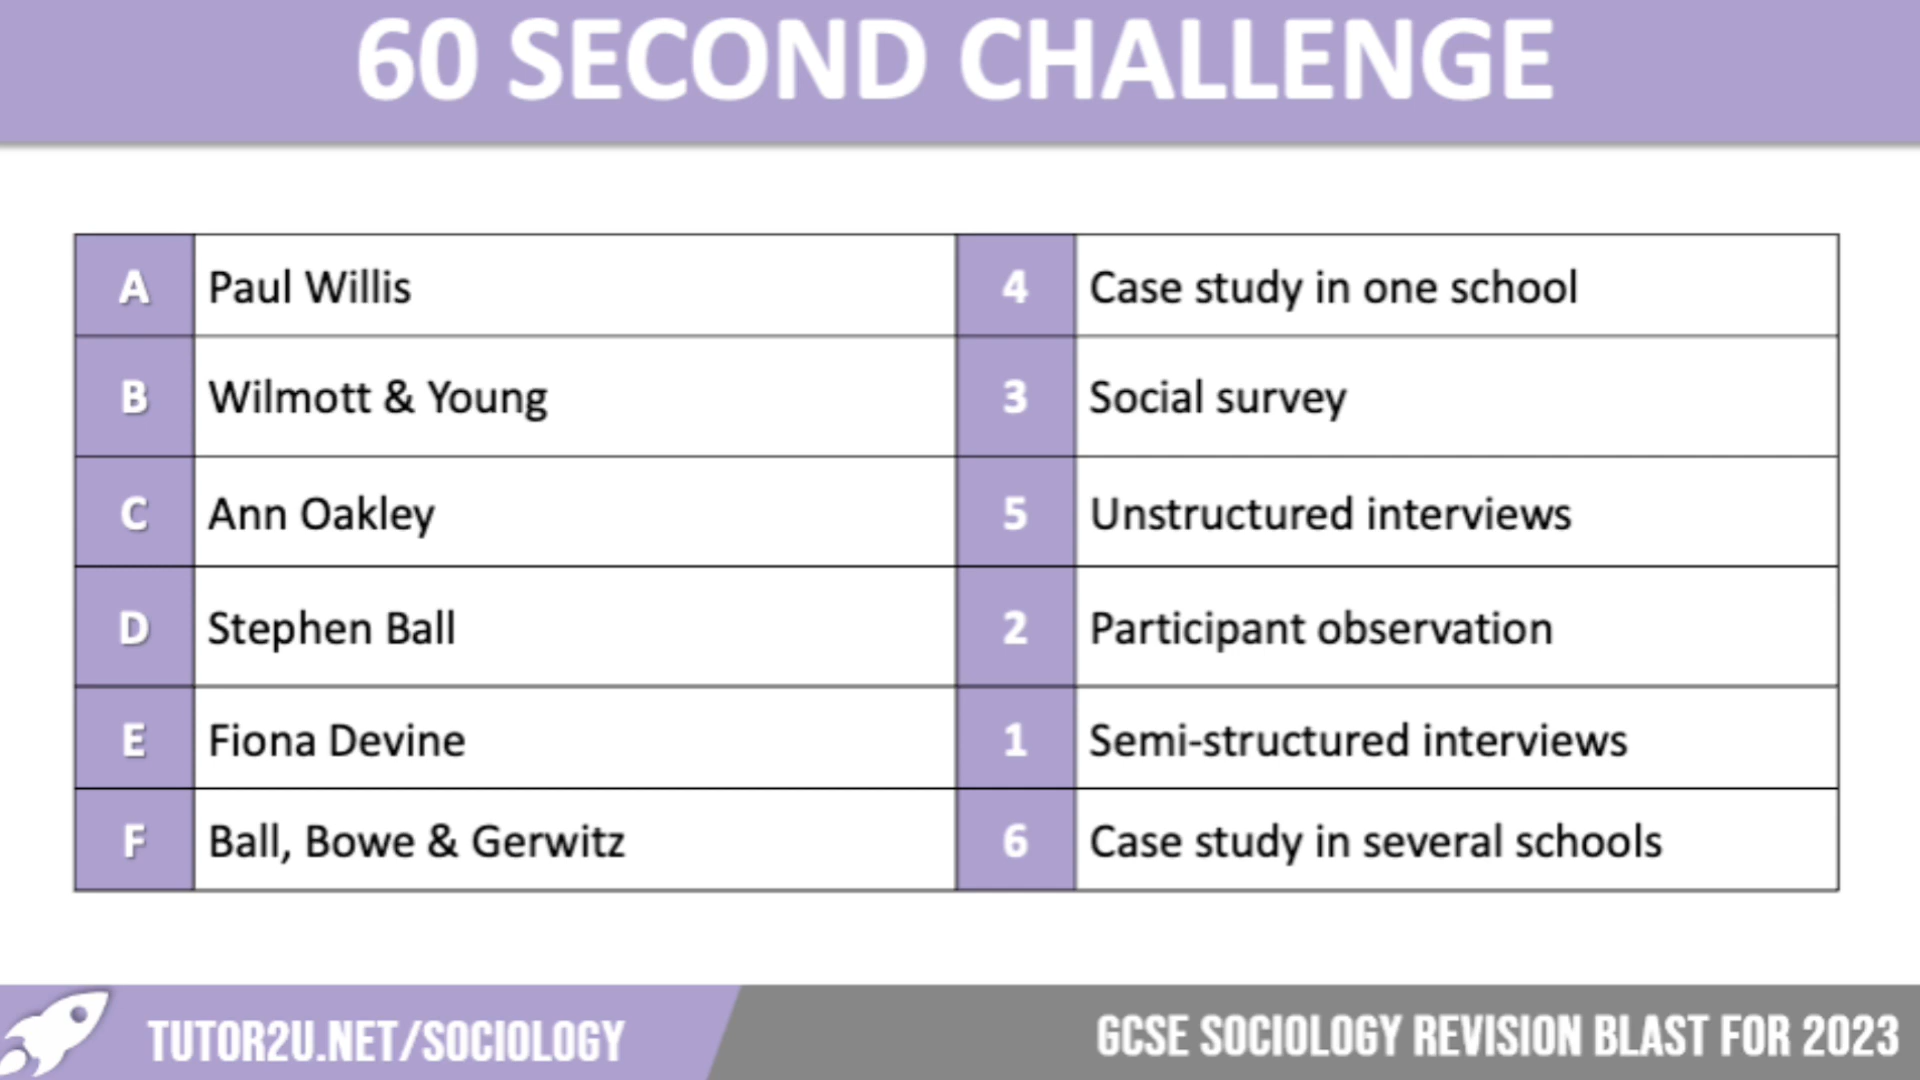 60 SECOND CHALLENGE
A Paul Willis 4 Case study in one school
B Wilmott & Young 3 Social survey
C Ann Oakley 5 Unstructured interviews
D Stephen Ball 2 Participant observation
E Fiona Devine 1 Semi-structured interviews
F Ball, Bowe & Gerwitz 6 Case study in several schools
TUTOR2U.NET/SOCIOLOGY GCSE SOCIOLOGY REVISION BLAST FOR 2023